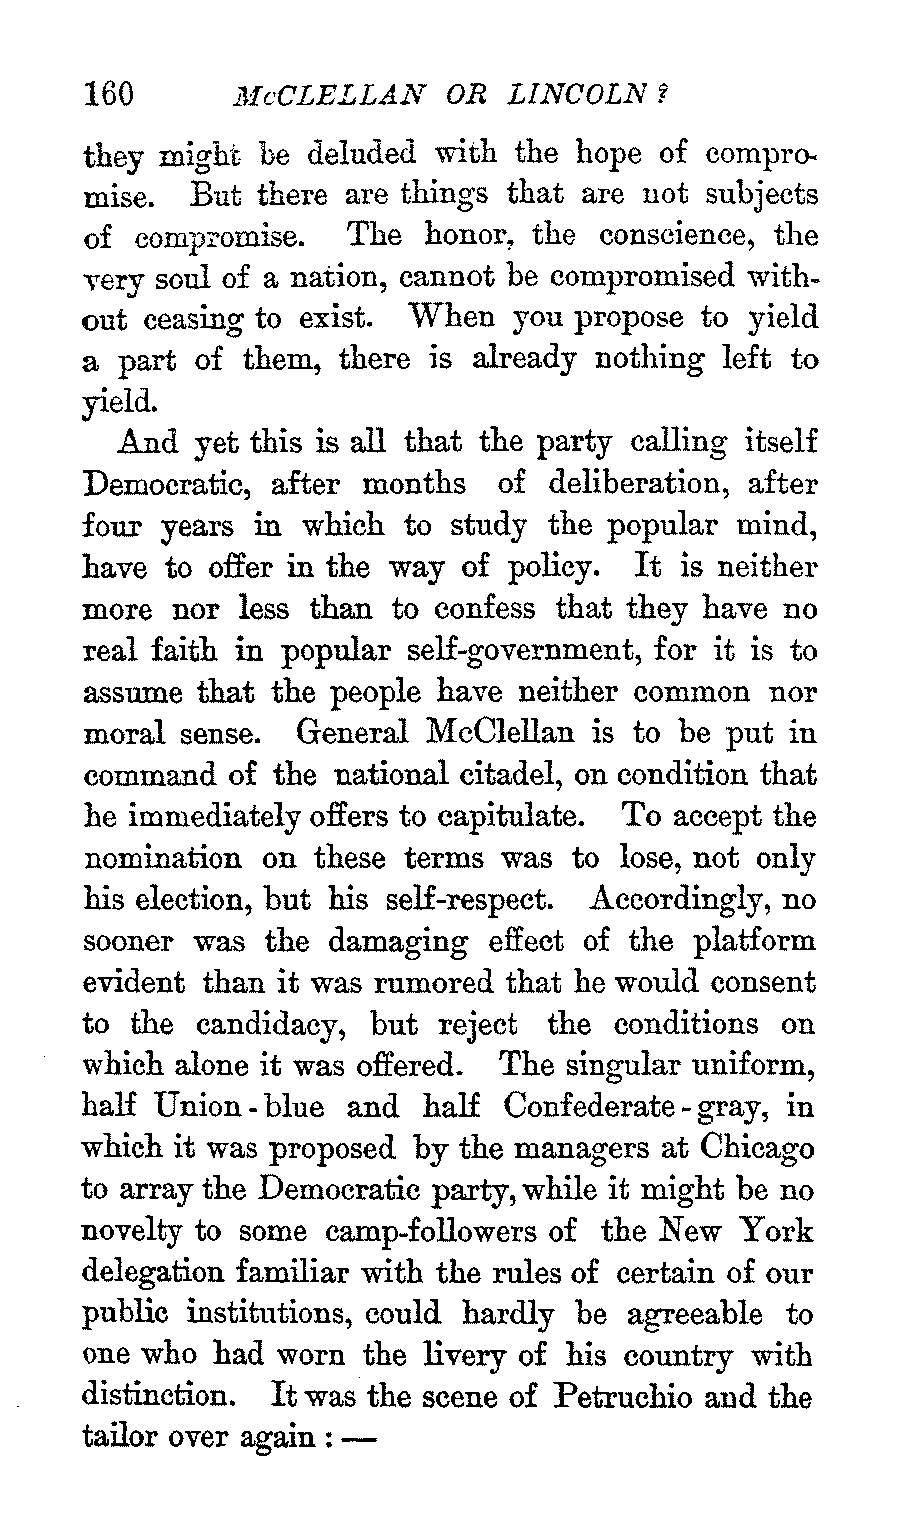 160 McCLELLAN OR LINCOLN?
they might be deluded with the hope of compro-
mise. But there are things that are not subjects
of compromise. The honor, the conscience, the
very soul of a nation, cannot be compromised with-
out ceasing to exist. When you propose to yield
a part of them, there is already nothing left to
yield.
And yet this is all that the party calling itself
Democratic, after months of deliberation, after
four years in which to study the popular mind,
have to offer in the way of policy. It is neither
more nor less than to confess that they have no
real faith in popular self-government, for it is to
assume that the people have neither common nor
moral sense. General McClellan is to be put in
command of the national citadel, on condition that
he immediately offers to capitulate. To accept the
nomination on these terms was to lose, not only
his election, but his self-respect. Accordingly, no
sooner was the damaging effect of the platform
evident than it was rumored that he would consent
to the candidacy, but reject the conditions on
which alone it was offered. The singular uniform,
half Union-blue and half Confederate-gray, in
which it was proposed by the managers at Chicago
to array the Democratic party, while it might be no
novelty to some camp-followers of the New York
delegation familiar with the rules of certain of our
public institutions, could hardly be agreeable to
one who had worn the livery of his country with
distinction. It was the scene of Petruchio and the
tailor over again: —